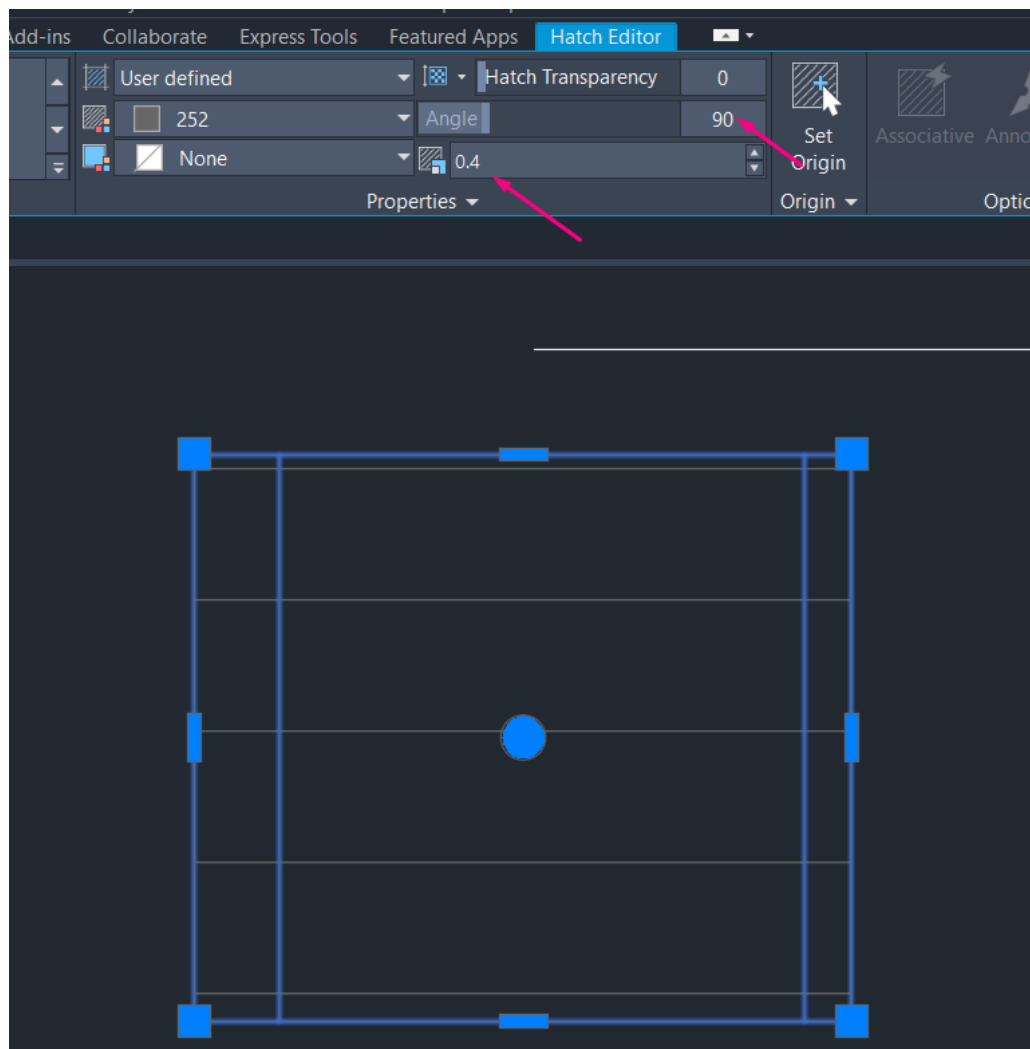 Add-ins Collaborate Express Tools Featured Apps Hatch Editor
User defined Hatch Transparency 0
252 Angle 90
None 0.4
Set
Origin
Associative
Properties Origin